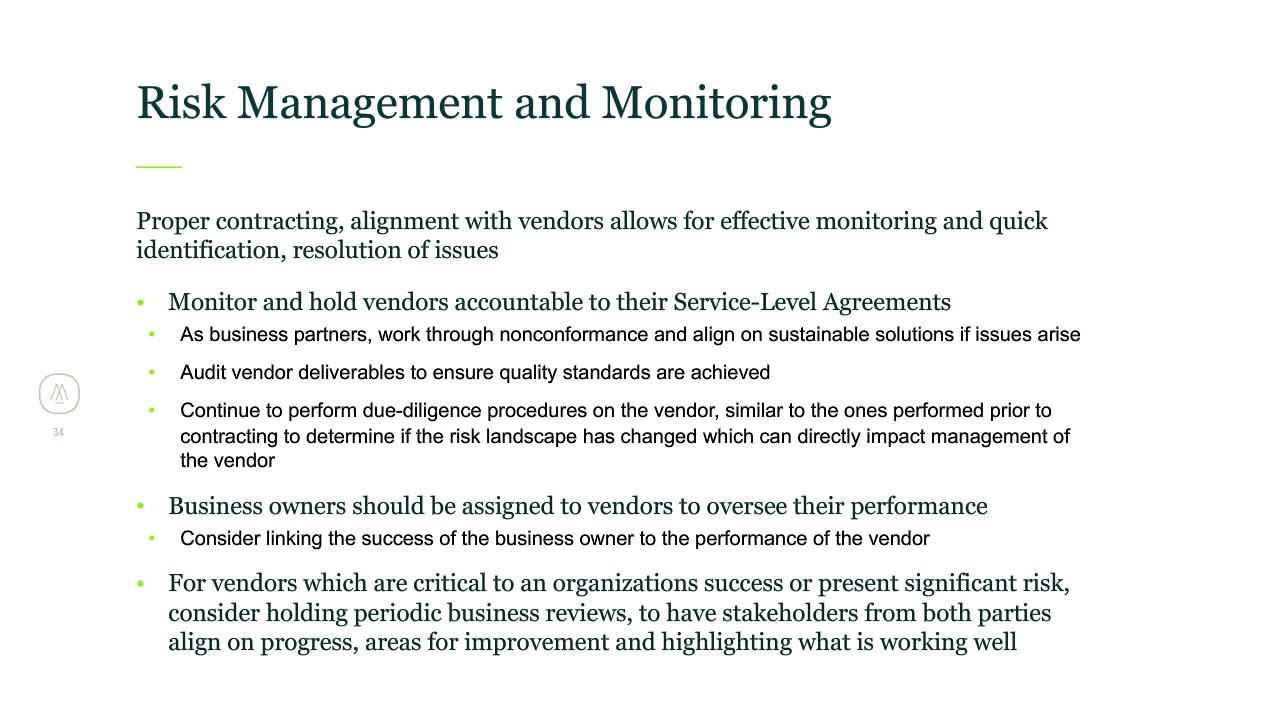 Risk Management and Monitoring
Proper contracting, alignment with vendors allows for effective monitoring and quick
identification, resolution of issues
• Monitor and hold vendors accountable to their Service-Level Agreements
• As business partners, work through nonconformance and align on sustainable solutions if issues arise
• Audit vendor deliverables to ensure quality standards are achieved
• Continue to perform due-diligence procedures on the vendor, similar to the ones performed prior to
contracting to determine if the risk landscape has changed which can directly impact management of
the vendor
• Business owners should be assigned to vendors to oversee their performance
• Consider linking the success of the business owner to the performance of the vendor
• For vendors which are critical to an organizations success or present significant risk,
consider holding periodic business reviews, to have stakeholders from both parties
align on progress, areas for improvement and highlighting what is working well
34